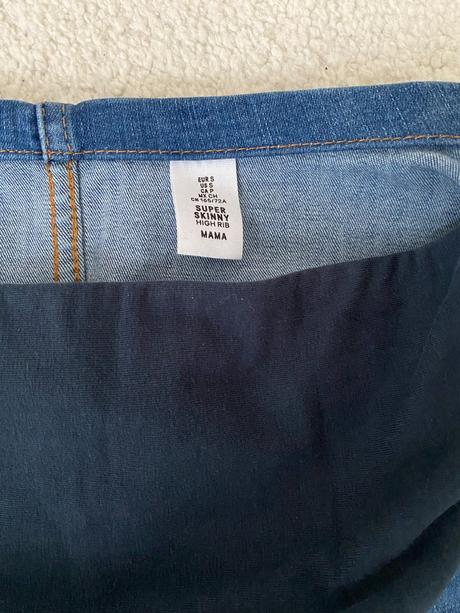 EUR S
US S
CA P
MX CH
CN 165/72A
SUPER
SKINNY
HIGH RIB
MAMA